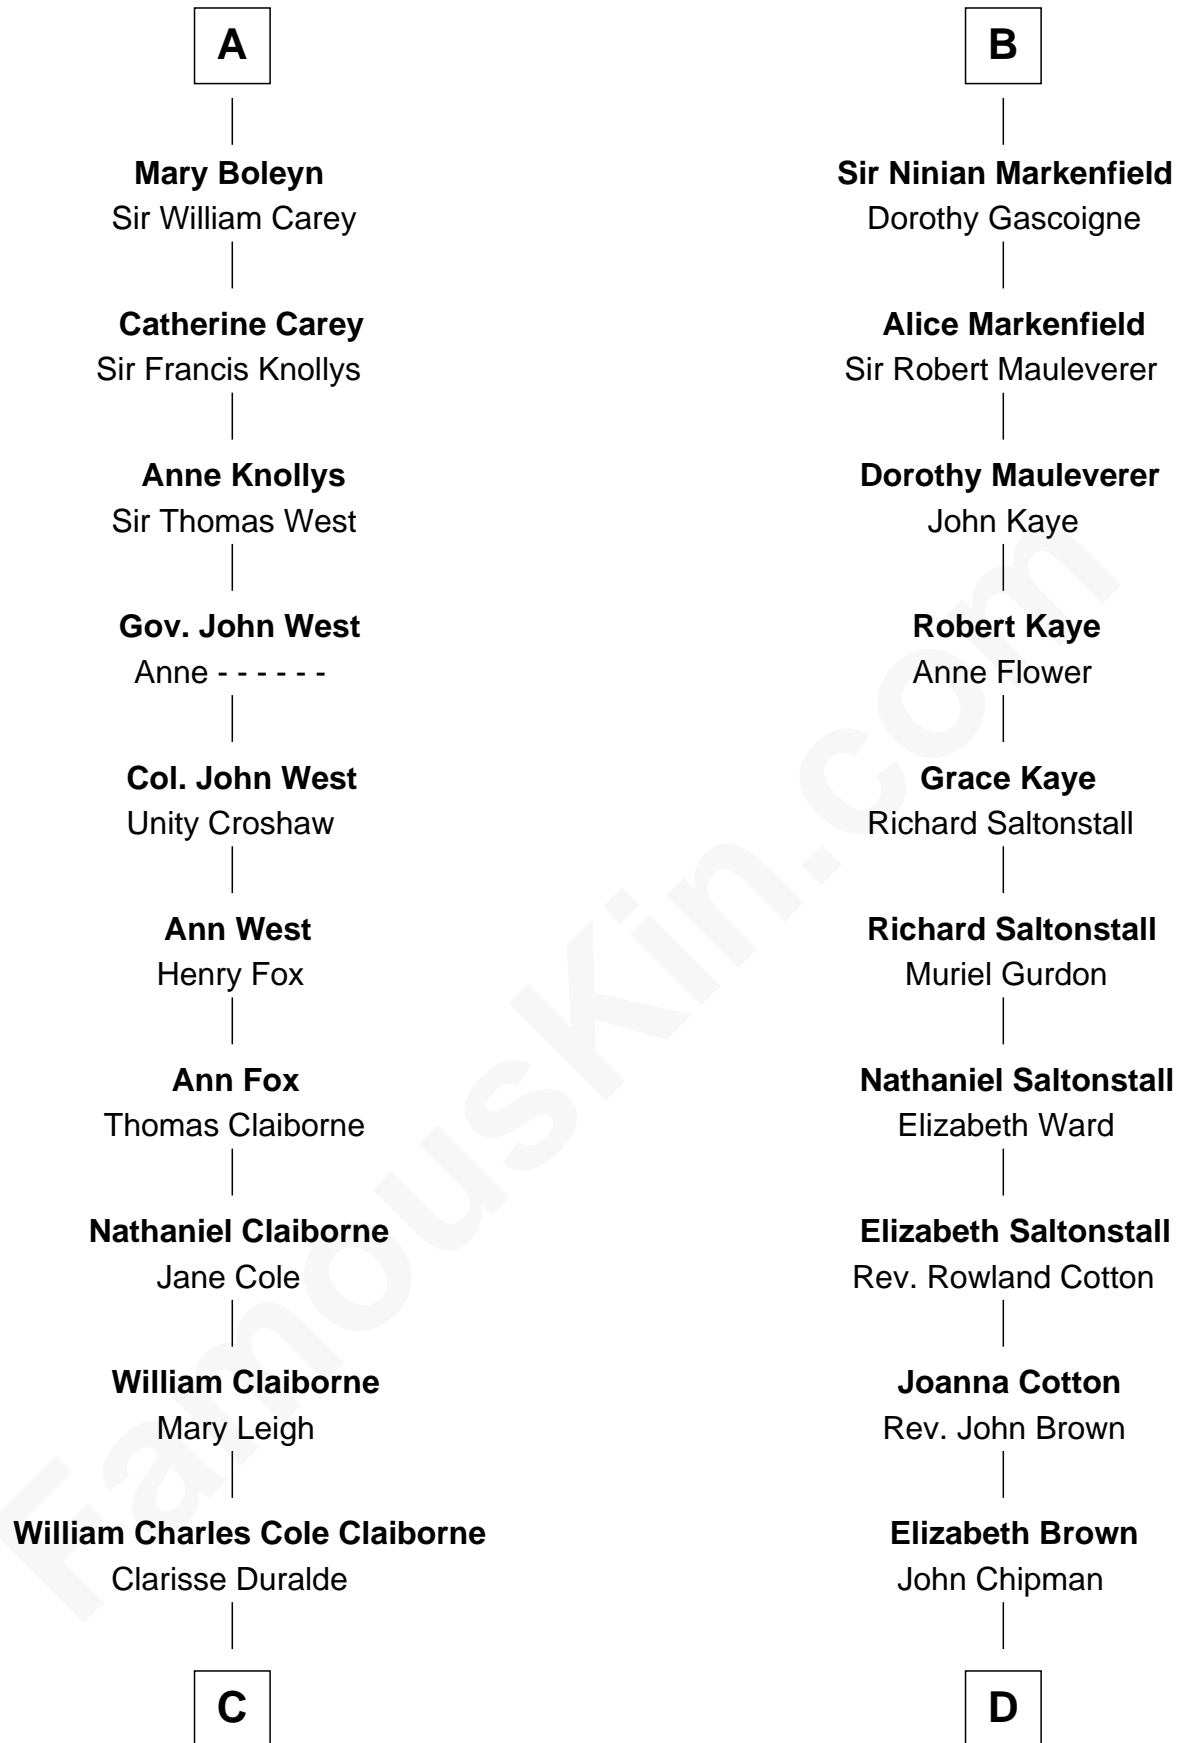 A
Mary Boleyn
Sir William Carey
Catherine Carey
Sir Francis Knollys
Anne Knollys
Sir Thomas West
Gov. John West
Anne - - - - - -
Col. John West
Unity Croshaw
Ann West
Henry Fox
Ann Fox
Thomas Claiborne
Nathaniel Claiborne
Jane Cole
William Claiborne
Mary Leigh
William Charles Cole Claiborne
Clarisse Duralde
C
B
Sir Ninian Markenfield
Dorothy Gascoigne
Alice Markenfield
Sir Robert Mauleverer
Dorothy Mauleverer
John Kaye
Robert Kaye
Anne Flower
Grace Kaye
Richard Saltonstall
Richard Saltonstall
Muriel Gurdon
Nathaniel Saltonstall
Elizabeth Ward
Elizabeth Saltonstall
Rev. Rowland Cotton
Joanna Cotton
Rev. John Brown
Elizabeth Brown
John Chipman
D
FamousKin.com